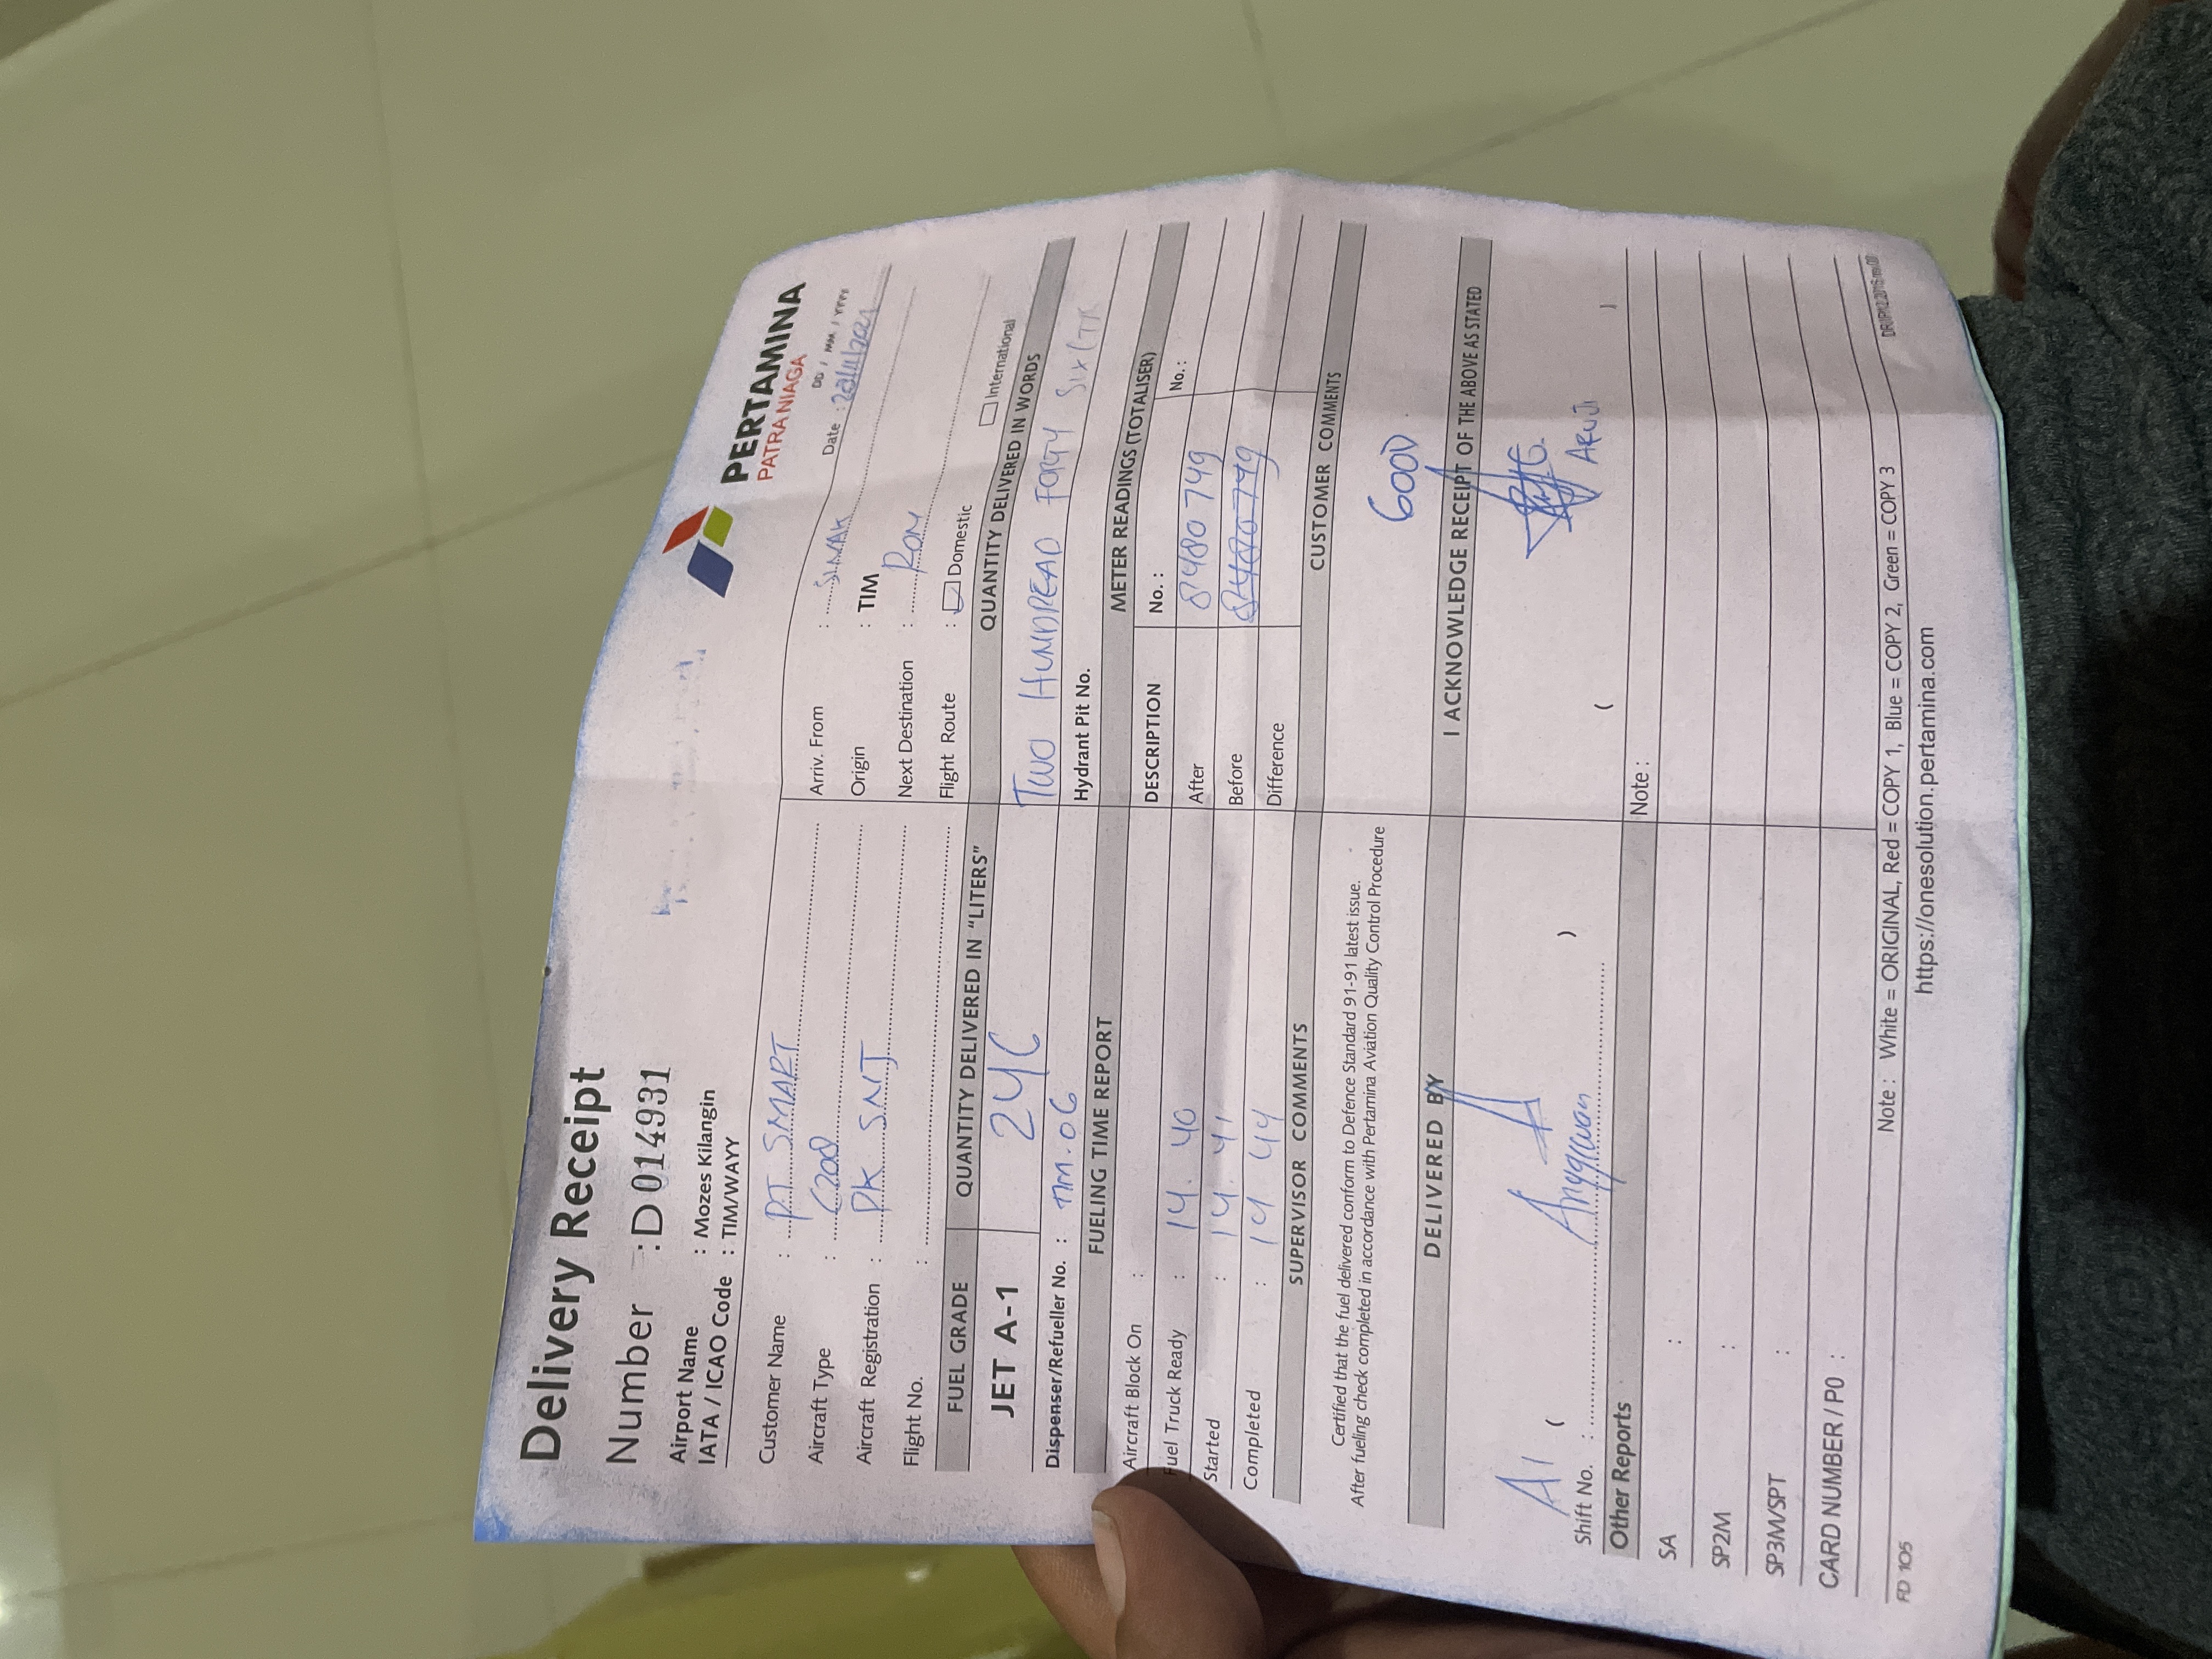 Delivery Receipt
PERTAMINA
PATRA NIAGA
Number : D 014931
Airport Name : Mozes Kilangin
IATA / ICAO Code : TIM/WAYY
DD / MM / YYYY
Date :
Customer Name : PT SMART
Aircraft Type : C208
Aircraft Registration : PK SNJ
Flight No. :
Arriv. From :
Origin : TIM
Next Destination :
Flight Route : Domestic International
FUEL GRADE QUANTITY DELIVERED IN "LITERS" QUANTITY DELIVERED IN WORDS
JET A-1 246 TWO HUNDREAD FORTY SIX LTR
Dispenser/Refueller No. : TIM.06 Hydrant Pit No.
FUELING TIME REPORT METER READINGS (TOTALISER)
Aircraft Block On :
Fuel Truck Ready : 14.40
Started : 14.41
Completed : 14 44
DESCRIPTION No. : No. :
After 8480749
Before
Difference
SUPERVISOR COMMENTS CUSTOMER COMMENTS
Certified that the fuel delivered conform to Defence Standard 91-91 latest issue.
After fueling check completed in accordance with Pertamina Aviation Quality Control Procedure
GOOD
DELIVERED BY I ACKNOWLEDGE RECEIPT OF THE ABOVE AS STATED
A1 ( Anggawan )
Shift No. :
ARUJI
( )
Other Reports Note :
SA :
SP2M :
SP3M/SPT :
CARD NUMBER / PO :
FD 105
Note : White = ORIGINAL, Red = COPY 1, Blue = COPY 2, Green = COPY 3
https://onesolution.pertamina.com